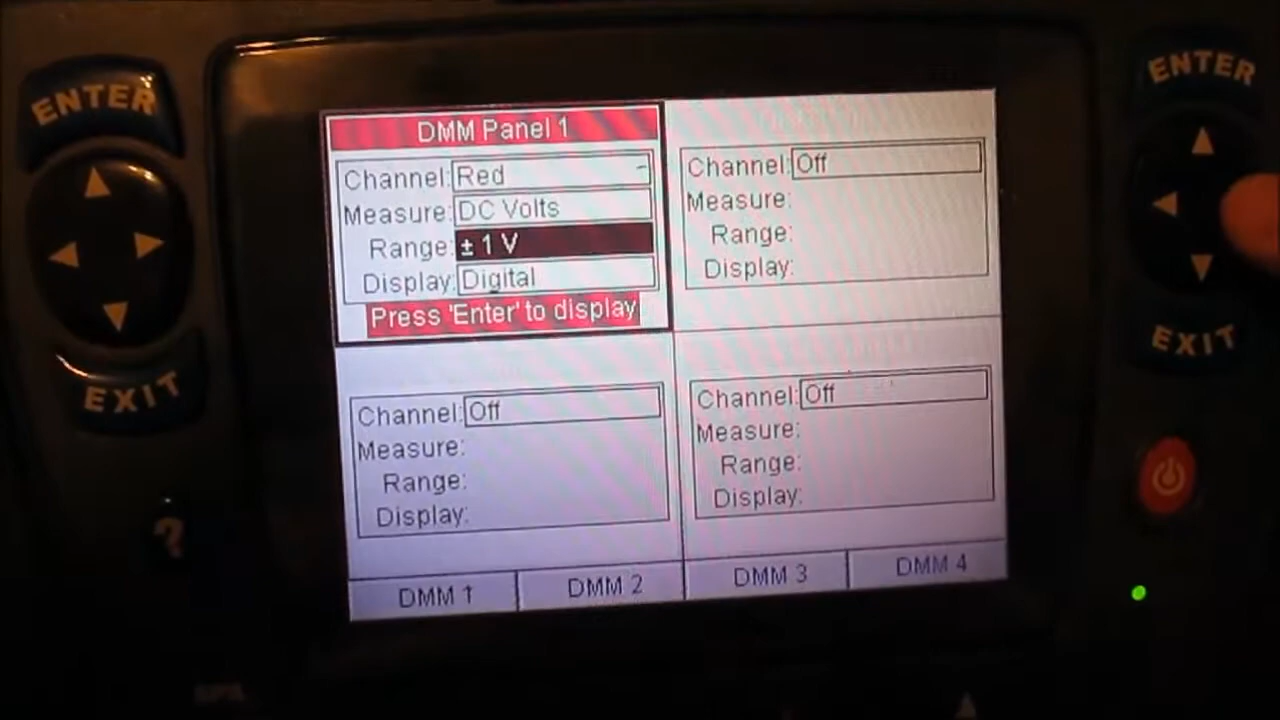 ENTER
ENTER
DMM Panel 1
Channel: Red
Measure: DC Volts
Range: ± 1 V
Display: Digital
Press 'Enter' to display
Channel: Off
Measure:
Range:
Display:
Channel: Off
Measure:
Range:
Display:
Channel: Off
Measure:
Range:
Display:
EXIT
EXIT
?
DMM 1
DMM 2
DMM 3
DMM 4